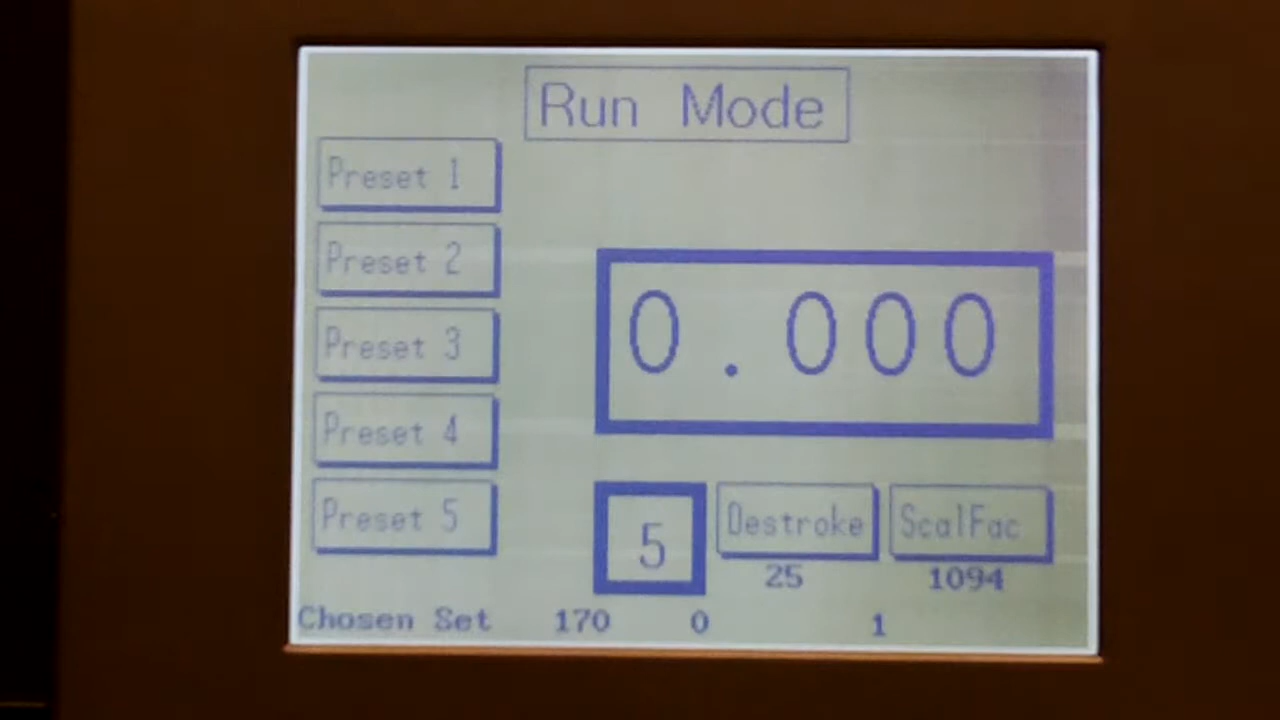 Run Mode
Preset 1
Preset 2
Preset 3
Preset 4
Preset 5
0.000
5
Destroke
ScalFac
25
1094
Chosen Set 170 0 1